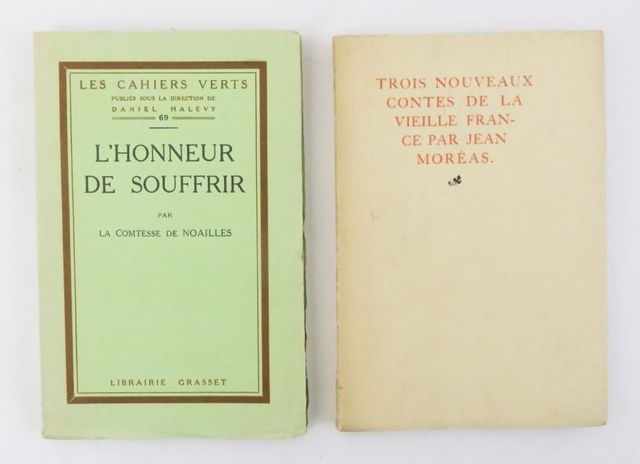 LES CAHIERS VERTS
PUBLIÉS SOUS LA DIRECTION DE
DANIEL HALÉVY
69
L'HONNEUR
DE SOUFFRIR
PAR
LA COMTESSE DE NOAILLES
LIBRAIRIE GRASSET
TROIS NOUVEAUX
CONTES DE LA
VIEILLE FRAN-
CE PAR JEAN
MORÉAS.